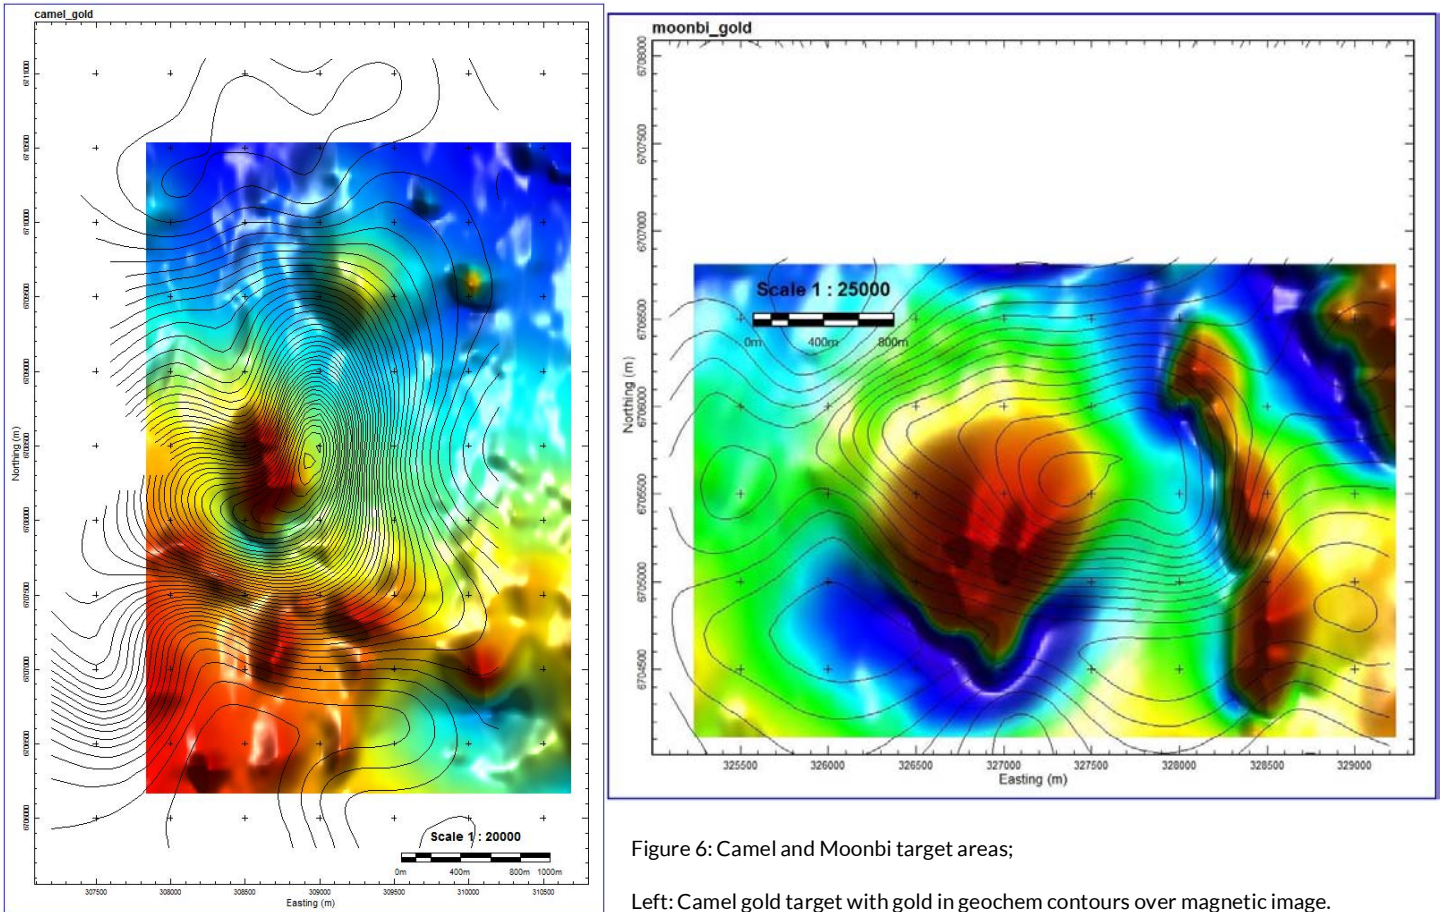 camel_gold
Northing (m)
Scale 1 : 20000
0m 400m 800m 1000m
307500 308000 308500 309000 309500 310000 310500
Easting (m)
moonbi_gold
6708000
6707500
6707000
6706500
6706000
6705500
6705000
6704500
Northing (m)
Scale 1 : 25000
0m 400m 800m
325500 326000 326500 327000 327500 328000 328500 329000
Easting (m)
Figure 6: Camel and Moonbi target areas;
Left: Camel gold target with gold in geochem contours over magnetic image.